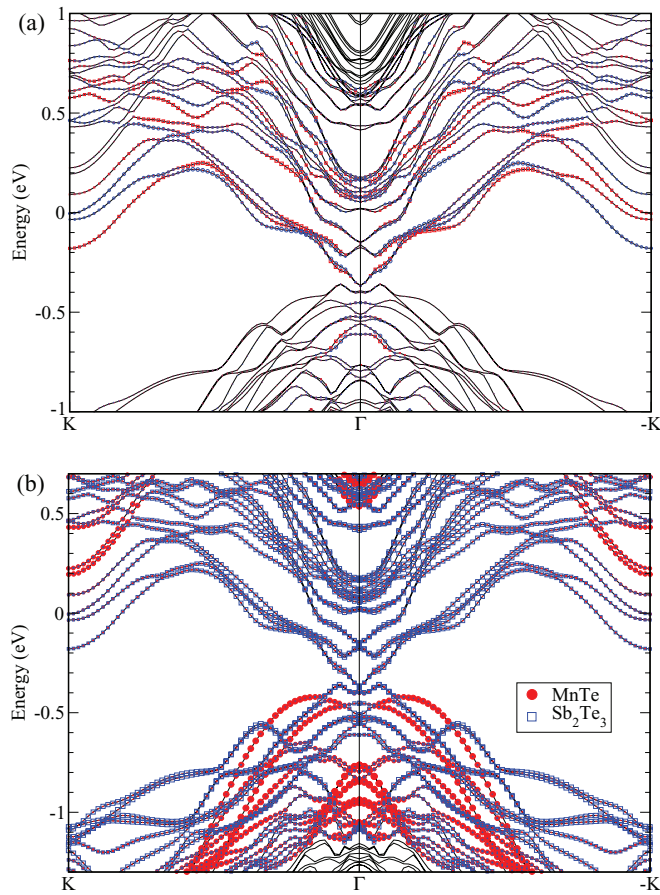 (a)
1
0.5
0
-0.5
-1
Energy (eV)
K
Γ
-K
(b)
0.5
0
-0.5
-1
Energy (eV)
MnTe
Sb2Te3
K
Γ
-K